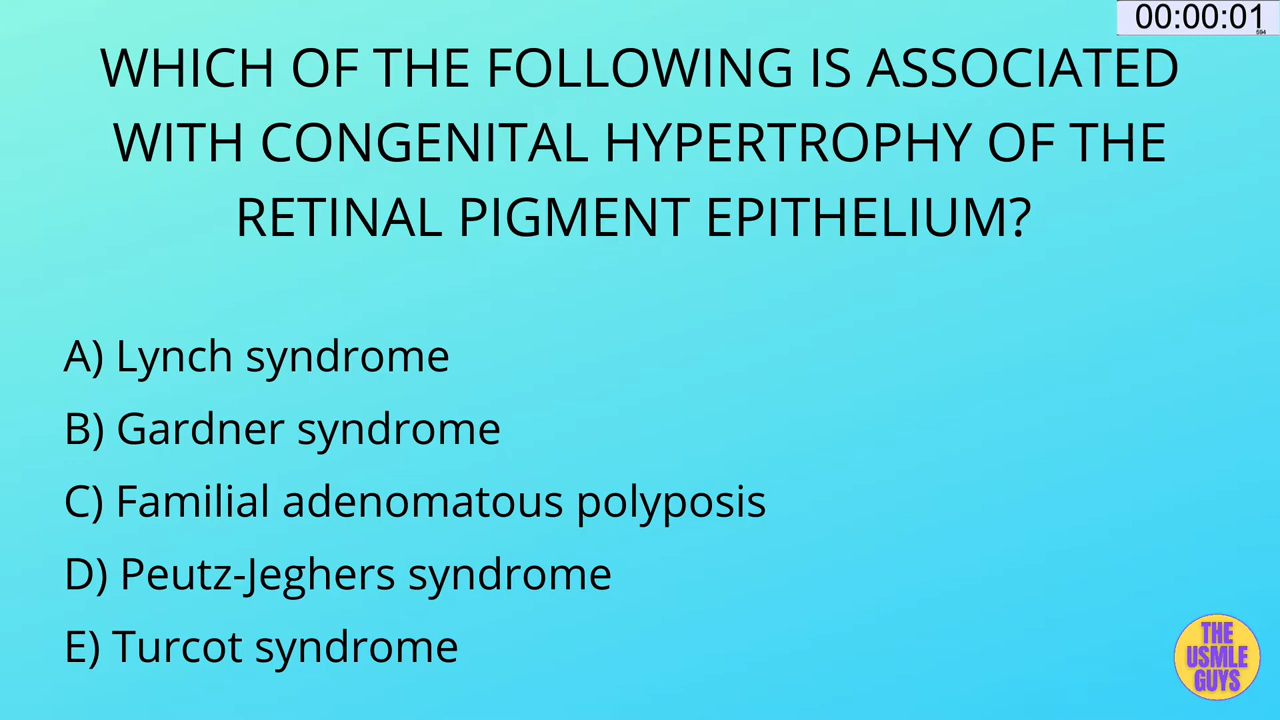 00:00:01
594
WHICH OF THE FOLLOWING IS ASSOCIATED
WITH CONGENITAL HYPERTROPHY OF THE
RETINAL PIGMENT EPITHELIUM?
A) Lynch syndrome
B) Gardner syndrome
C) Familial adenomatous polyposis
D) Peutz-Jeghers syndrome
E) Turcot syndrome
THE
USMLE
GUYS